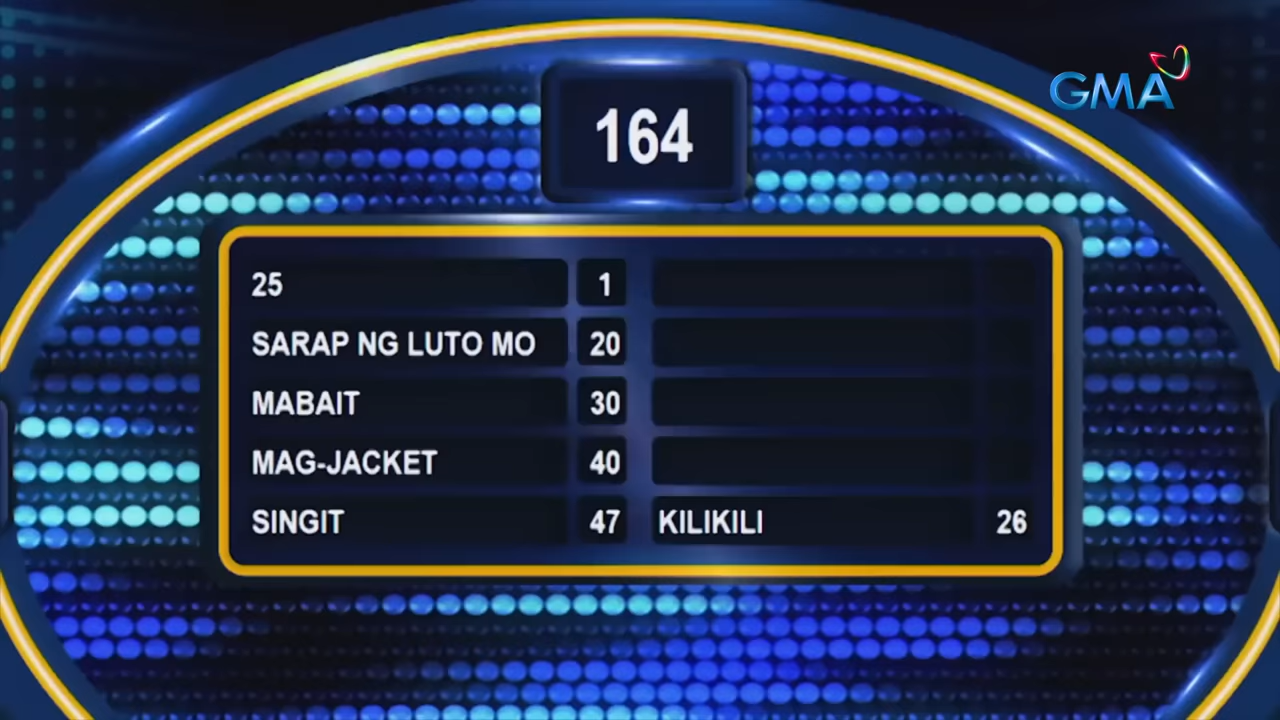 GMA
164
25 1
SARAP NG LUTO MO 20
MABAIT 30
MAG-JACKET 40
SINGIT 47 KILIKILI 26